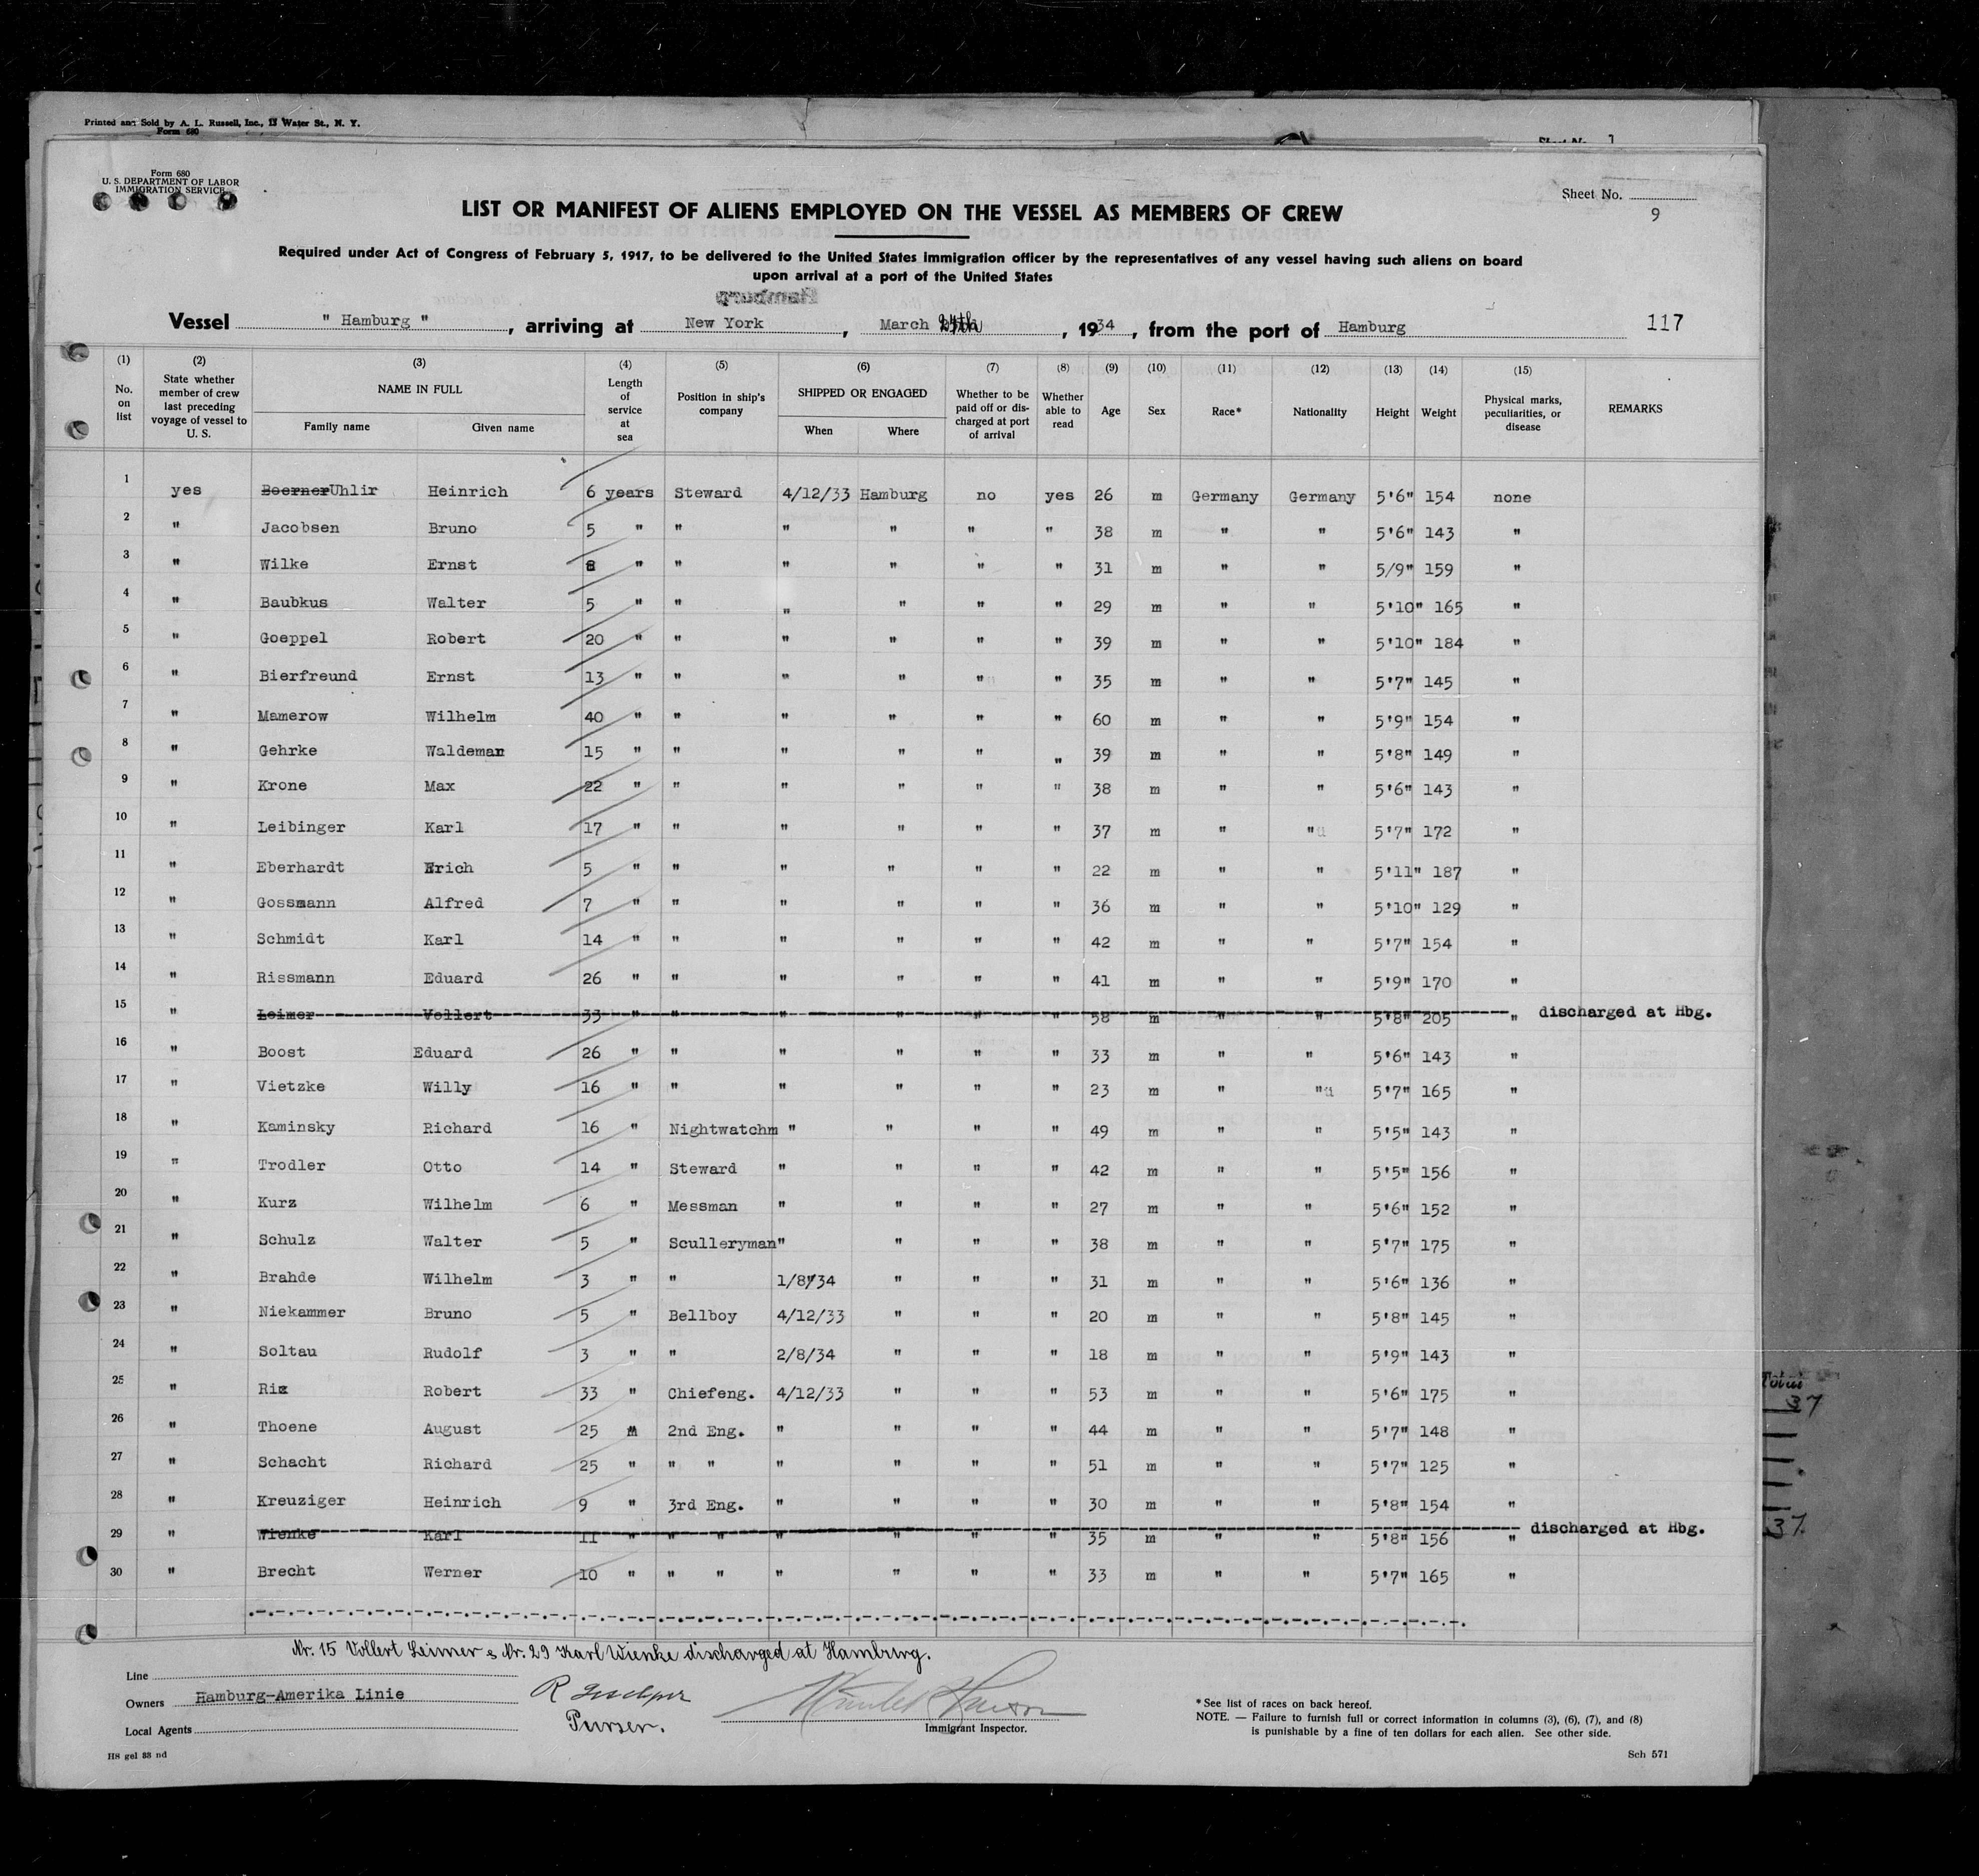 Printed and Sold by A. L. Russell, Inc., 13 Water St., N. Y.
Form 680
Form 680
U. S. DEPARTMENT OF LABOR
IMMIGRATION SERVICE
Sheet No.
9
LIST OR MANIFEST OF ALIENS EMPLOYED ON THE VESSEL AS MEMBERS OF CREW
Required under Act of Congress of February 5, 1917, to be delivered to the United States immigration officer by the representatives of any vessel having such aliens on board
upon arrival at a port of the United States
Vessel " Hamburg " , arriving at New York , March 24th , 1934 , from the port of Hamburg 117
(1) (2) (3) (4) (5) (6) (7) (8) (9) (10) (11) (12) (13) (14) (15)
No. on list State whether member of crew last preceding voyage of vessel to U. S. NAME IN FULL Family name Given name Length of service at sea Position in ship's company SHIPPED OR ENGAGED When Where Whether to be paid off or discharged at port of arrival Whether able to read Age Sex Race* Nationality Height Weight Physical marks, peculiarities, or disease REMARKS
1 yes Boerner Uhlir Heinrich 6 years Steward 4/12/33 Hamburg no yes 26 m Germany Germany 5'6" 154 none
2 " Jacobsen Bruno 5 " " " " " " 38 m " " 5'6" 143 "
3 " Wilke Ernst 8 " " " " " " 31 m " " 5/9" 159 "
4 " Baubkus Walter 5 " " " " " " 29 m " " 5'10" 165 "
5 " Goeppel Robert 20 " " " " " " 39 m " " 5'10" 184 "
6 " Bierfreund Ernst 13 " " " " " " 35 m " " 5'7" 145 "
7 " Mamerow Wilhelm 40 " " " " " " 60 m " " 5'9" 154 "
8 " Gehrke Waldemar 15 " " " " " " 39 m " " 5'8" 149 "
9 " Krone Max 22 " " " " " " 38 m " " 5'6" 143 "
10 " Leibinger Karl 17 " " " " " " 37 m " " 5'7" 172 "
11 " Eberhardt Erich 5 " " " " " " 22 m " " 5'11" 187 "
12 " Gossmann Alfred 7 " " " " " " 36 m " " 5'10" 129 "
13 " Schmidt Karl 14 " " " " " " 42 m " " 5'7" 154 "
14 " Rissmann Eduard 26 " " " " " " 41 m " " 5'9" 170 "
15 " Leimer Vollert 33 " " " " " " 58 m " " 5'8" 205 " discharged at Hbg.
16 " Boost Eduard 26 " " " " " " 33 m " " 5'6" 143 "
17 " Vietzke Willy 16 " " " " " " 23 m " " 5'7" 165 "
18 " Kaminsky Richard 16 " Nightwatchm " " " " 49 m " " 5'5" 143 "
19 " Trodler Otto 14 " Steward " " " " 42 m " " 5'5" 156 "
20 " Kurz Wilhelm 6 " Messman " " " " 27 m " " 5'6" 152 "
21 " Schulz Walter 5 " Sculleryman " " " " 38 m " " 5'7" 175 "
22 " Brahde Wilhelm 3 " " 1/8/34 " " " 31 m " " 5'6" 136 "
23 " Niekammer Bruno 5 " Bellboy 4/12/33 " " " 20 m " " 5'8" 145 "
24 " Soltau Rudolf 3 " " 2/8/34 " " " 18 m " " 5'9" 143 "
25 " Rix Robert 33 " Chiefeng. 4/12/33 " " " 53 m " " 5'6" 175 "
26 " Thoene August 25 " 2nd Eng. " " " " 44 m " " 5'7" 148 "
27 " Schacht Richard 25 " " " " " " " 51 m " " 5'7" 125 "
28 " Kreuziger Heinrich 9 " 3rd Eng. " " " " 30 m " " 5'8" 154 "
29 " Wienke Karl 11 " " " " " " " 35 m " " 5'8" 156 " discharged at Hbg.
30 " Brecht Werner 10 " " " " " " " 33 m " " 5'7" 165 "
Nr. 15 Vollert Leimer & Nr. 29 Karl Wienke discharged at Hamburg.
Line
Owners Hamburg-Amerika Linie
Local Agents
Purser.
Immigrant Inspector.
* See list of races on back hereof.
NOTE. — Failure to furnish full or correct information in columns (3), (6), (7), and (8)
is punishable by a fine of ten dollars for each alien. See other side.
HS gel 33 nd
Sch 571
Total
37
37